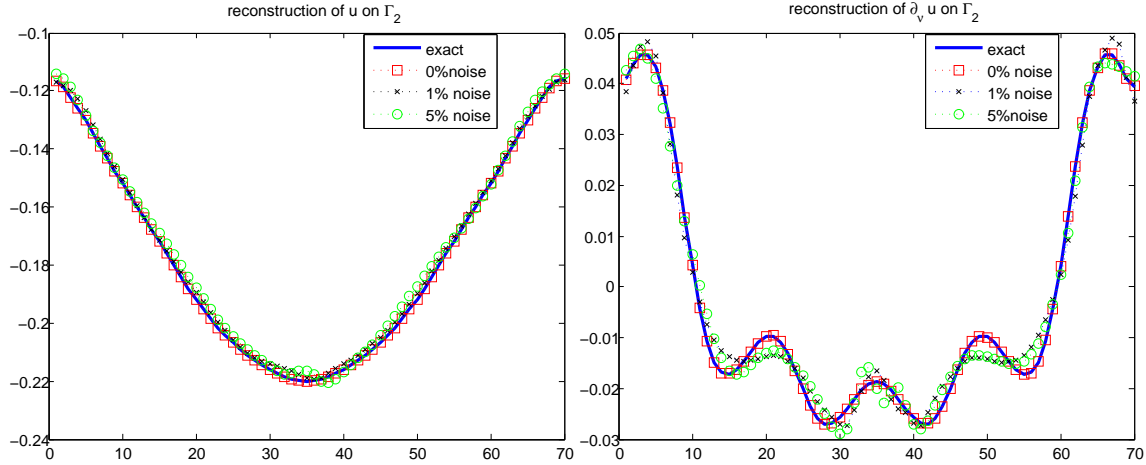 reconstruction of u on Γ₂
exact
0%noise
1% noise
5% noise
−0.1
−0.12
−0.14
−0.16
−0.18
−0.2
−0.22
−0.24
0 10 20 30 40 50 60 70
reconstruction of ∂ᵥ u on Γ₂
exact
0%noise
1% noise
5%noise
0.05
0.04
0.03
0.02
0.01
0
−0.01
−0.02
−0.03
0 10 20 30 40 50 60 70